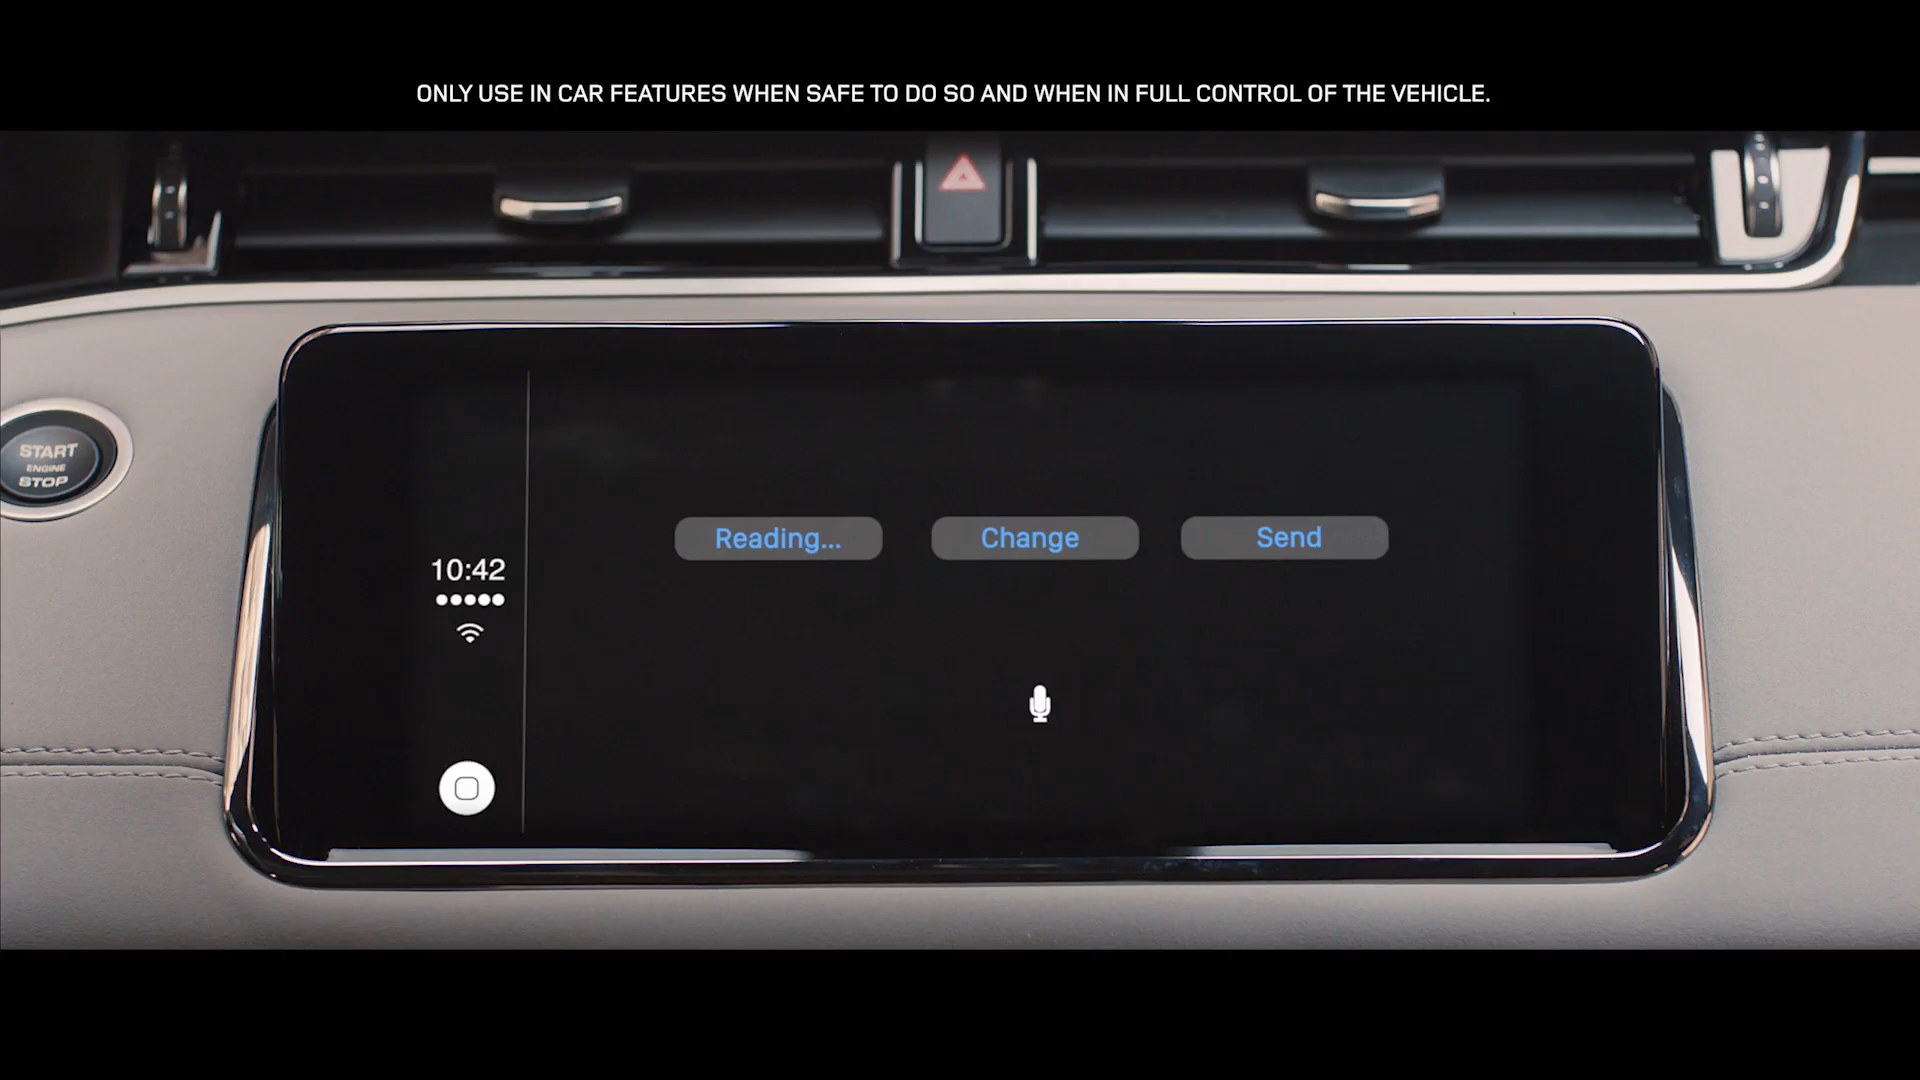 ONLY USE IN CAR FEATURES WHEN SAFE TO DO SO AND WHEN IN FULL CONTROL OF THE VEHICLE.
START
ENGINE
STOP
Reading...
Change
Send
10:42